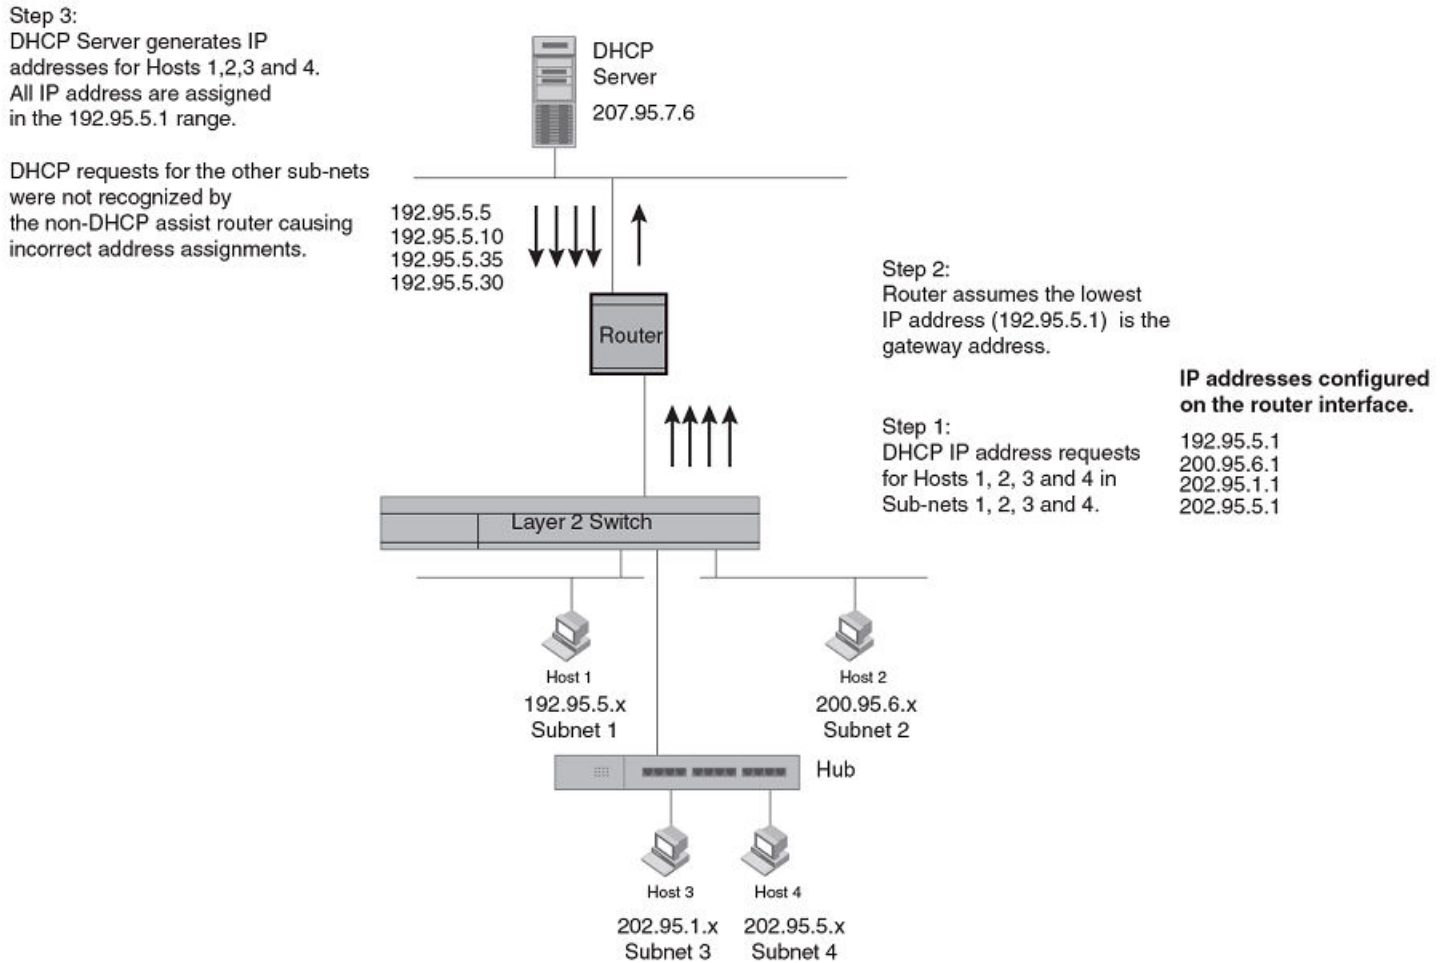 Step 3:
DHCP Server generates IP
addresses for Hosts 1,2,3 and 4.
All IP address are assigned
in the 192.95.5.1 range.
DHCP requests for the other sub-nets
were not recognized by
the non-DHCP assist router causing
incorrect address assignments.
DHCP
Server
207.95.7.6
192.95.5.5
192.95.5.10
192.95.5.35
192.95.5.30
Router
Step 2:
Router assumes the lowest
IP address (192.95.5.1) is the
gateway address.
IP addresses configured
on the router interface.
192.95.5.1
200.95.6.1
202.95.1.1
202.95.5.1
Step 1:
DHCP IP address requests
for Hosts 1, 2, 3 and 4 in
Sub-nets 1, 2, 3 and 4.
Layer 2 Switch
Host 1
192.95.5.x
Subnet 1
Host 2
200.95.6.x
Subnet 2
Hub
Host 3
202.95.1.x
Subnet 3
Host 4
202.95.5.x
Subnet 4